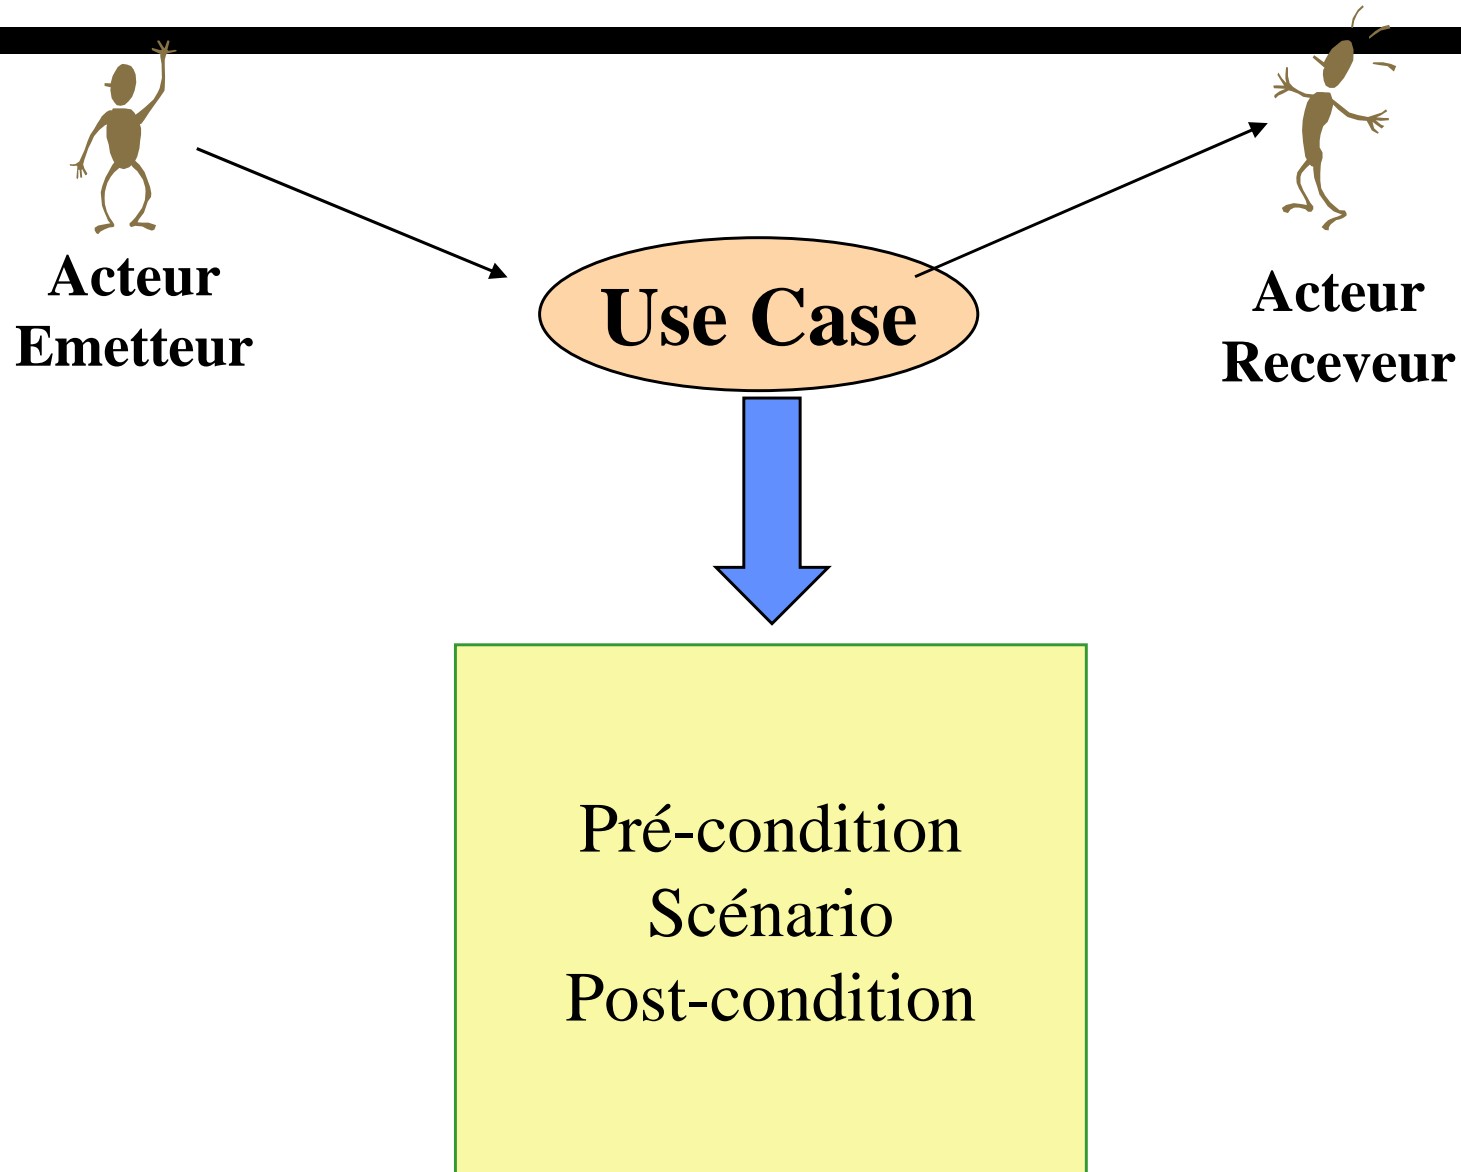 Acteur
Emetteur
Use Case
Acteur
Receveur
Pré-condition
Scénario
Post-condition